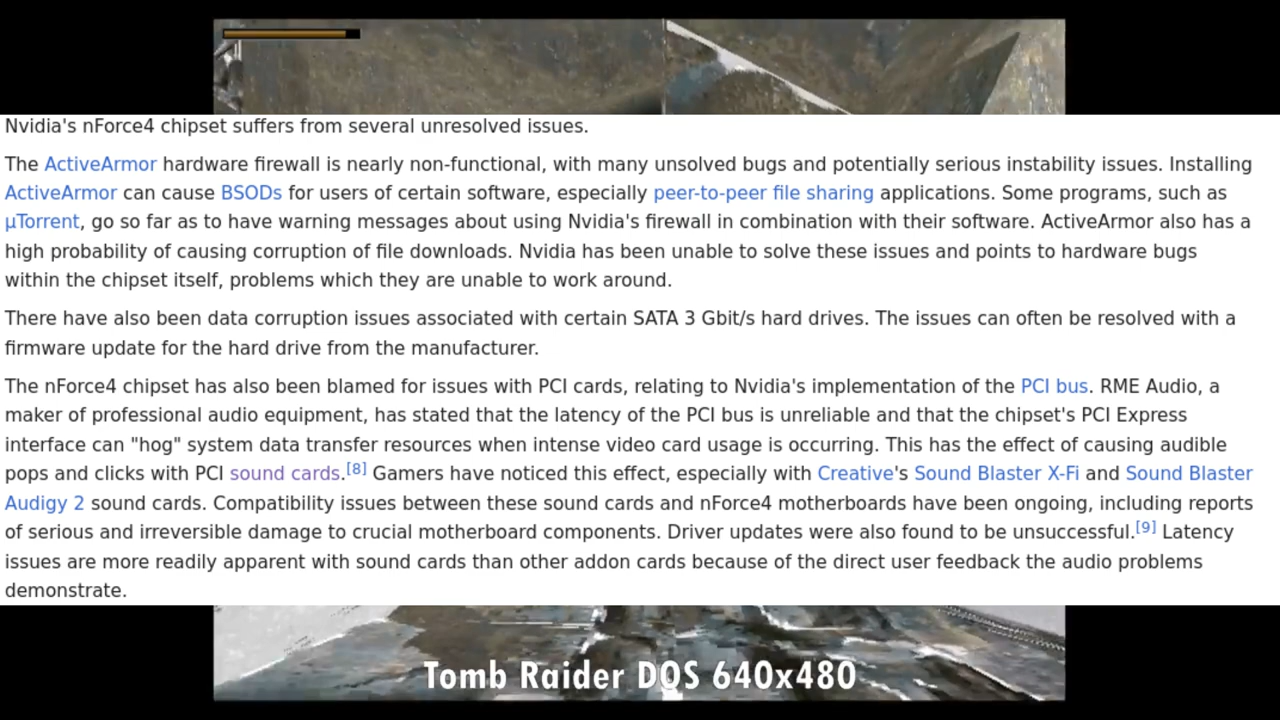 Nvidia's nForce4 chipset suffers from several unresolved issues.
The ActiveArmor hardware firewall is nearly non-functional, with many unsolved bugs and potentially serious instability issues. Installing
ActiveArmor can cause BSODs for users of certain software, especially peer-to-peer file sharing applications. Some programs, such as
µTorrent, go so far as to have warning messages about using Nvidia's firewall in combination with their software. ActiveArmor also has a
high probability of causing corruption of file downloads. Nvidia has been unable to solve these issues and points to hardware bugs
within the chipset itself, problems which they are unable to work around.
There have also been data corruption issues associated with certain SATA 3 Gbit/s hard drives. The issues can often be resolved with a
firmware update for the hard drive from the manufacturer.
The nForce4 chipset has also been blamed for issues with PCI cards, relating to Nvidia's implementation of the PCI bus. RME Audio, a
maker of professional audio equipment, has stated that the latency of the PCI bus is unreliable and that the chipset's PCI Express
interface can "hog" system data transfer resources when intense video card usage is occurring. This has the effect of causing audible
pops and clicks with PCI sound cards.[8] Gamers have noticed this effect, especially with Creative's Sound Blaster X-Fi and Sound Blaster
Audigy 2 sound cards. Compatibility issues between these sound cards and nForce4 motherboards have been ongoing, including reports
of serious and irreversible damage to crucial motherboard components. Driver updates were also found to be unsuccessful.[9] Latency
issues are more readily apparent with sound cards than other addon cards because of the direct user feedback the audio problems
demonstrate.
Tomb Raider DOS 640x480